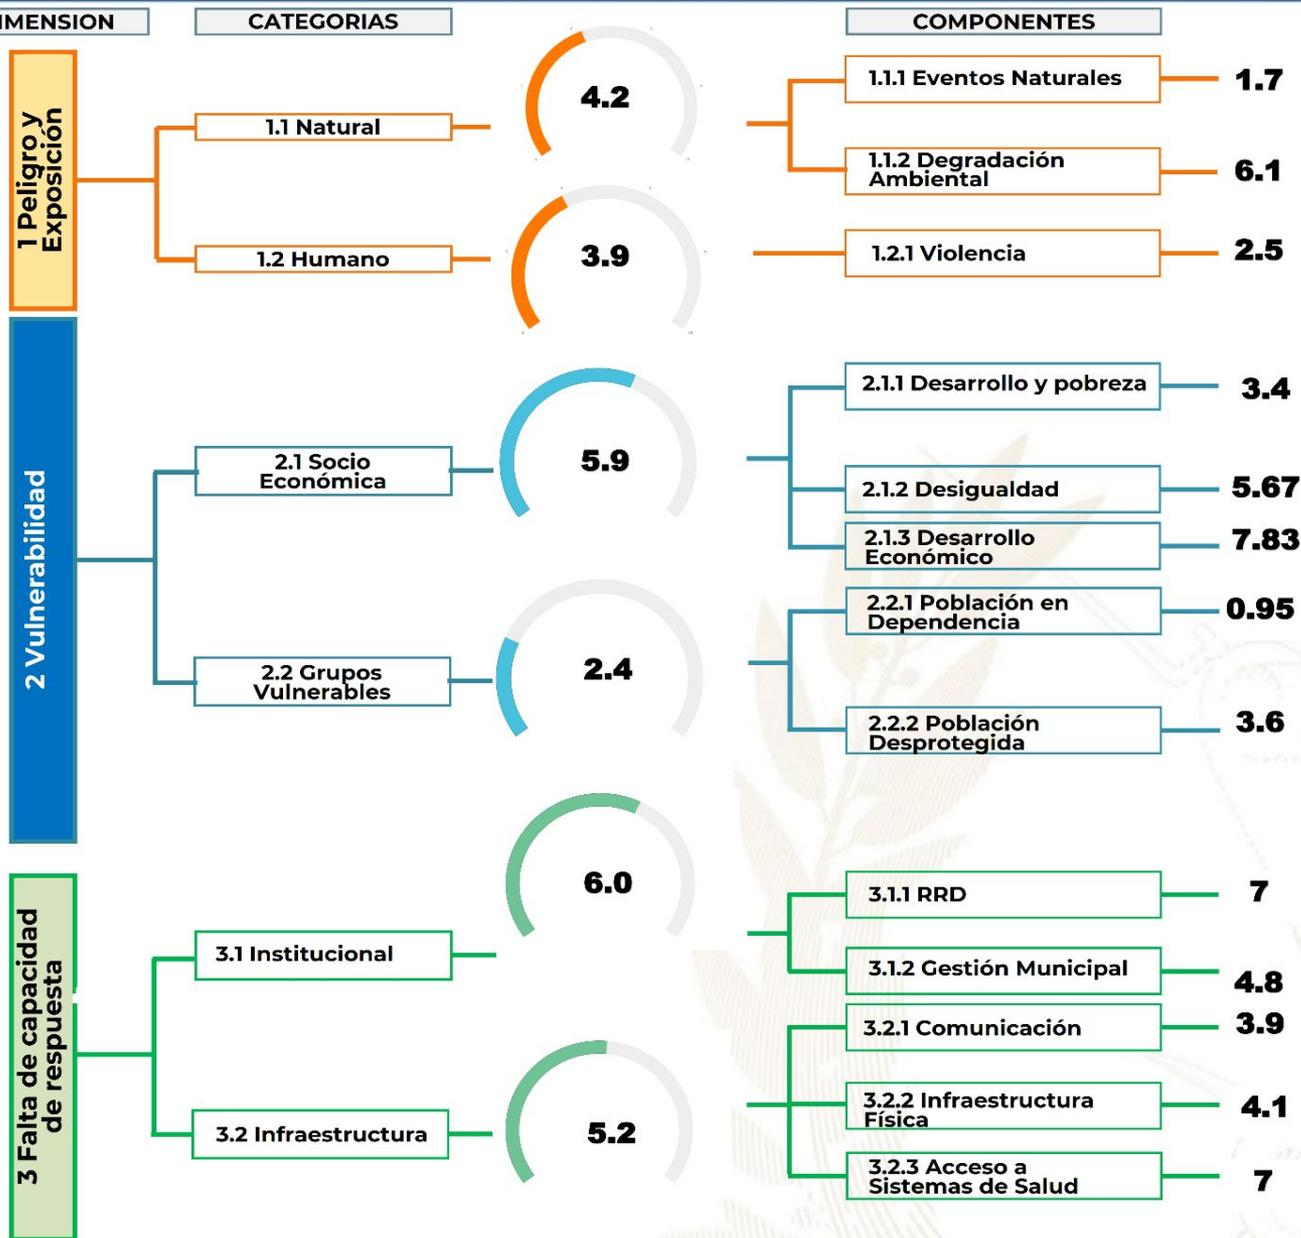 IMENSION
CATEGORIAS
COMPONENTES
1 Peligro y
Exposición
1.1 Natural
4.2
1.1.1 Eventos Naturales
1.7
1.1.2 Degradación
Ambiental
6.1
1.2 Humano
3.9
1.2.1 Violencia
2.5
2 Vulnerabilidad
2.1 Socio
Económica
5.9
2.1.1 Desarrollo y pobreza
3.4
2.1.2 Desigualdad
5.67
2.1.3 Desarrollo
Económico
7.83
2.2 Grupos
Vulnerables
2.4
2.2.1 Población en
Dependencia
0.95
2.2.2 Población
Desprotegida
3.6
3 Falta de capacidad
de respuesta
3.1 Institucional
6.0
3.1.1 RRD
7
3.1.2 Gestión Municipal
4.8
3.2 Infraestructura
5.2
3.2.1 Comunicación
3.9
3.2.2 Infraestructura
Física
4.1
3.2.3 Acceso a
Sistemas de Salud
7